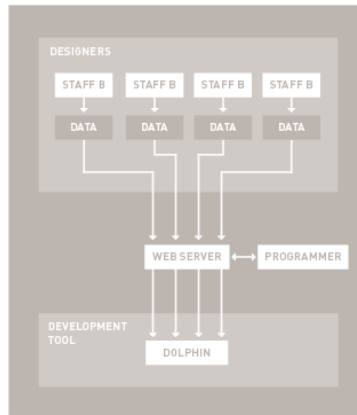 DESIGNERS
STAFF B STAFF B STAFF B STAFF B
DATA DATA DATA DATA
WEB SERVER PROGRAMMER
DEVELOPMENT
TOOL
DOLPHIN